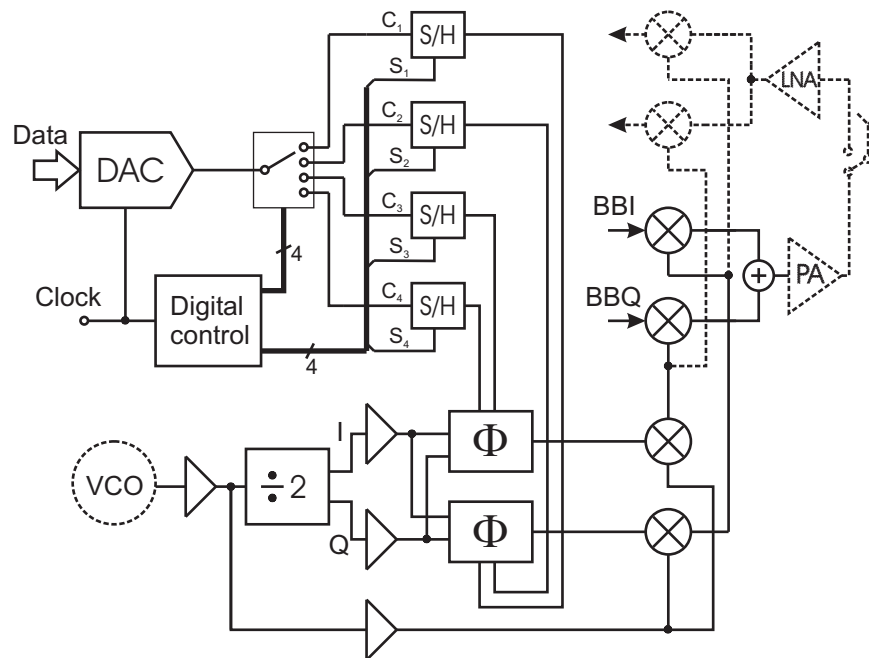 C₁ S/H
S₁
LNA
Data
DAC
C₂ S/H
S₂
C₃ S/H
S₃
BBI
4
PA
Clock
Digital
control
C₄ S/H
S₄
BBQ
4
+
I
Φ
VCO
÷2
Q
Φ